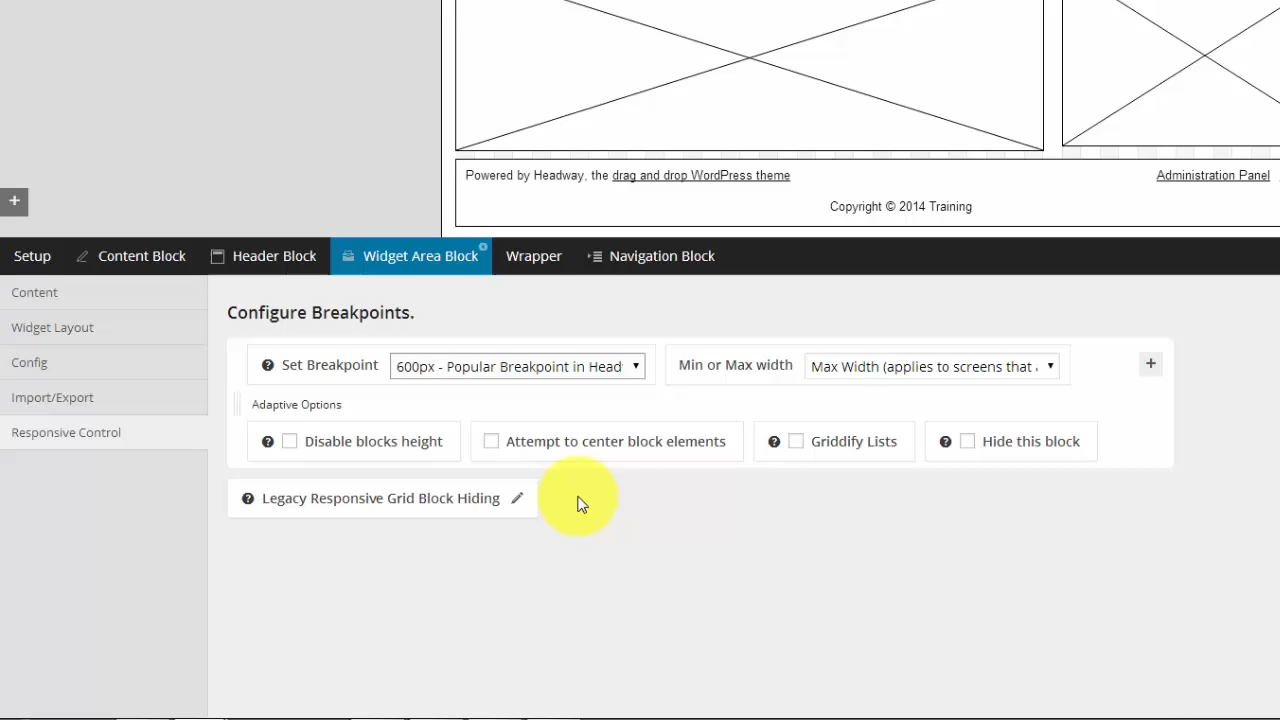 Powered by Headway, the drag and drop WordPress theme
Administration Panel
Copyright © 2014 Training
+
Setup Content Block Header Block Widget Area Block Wrapper Navigation Block
Content
Widget Layout
Config
Import/Export
Responsive Control
Configure Breakpoints.
? Set Breakpoint 600px - Popular Breakpoint in Head
Min or Max width Max Width (applies to screens that
+
Adaptive Options
? Disable blocks height
Attempt to center block elements
? Griddify Lists
? Hide this block
? Legacy Responsive Grid Block Hiding